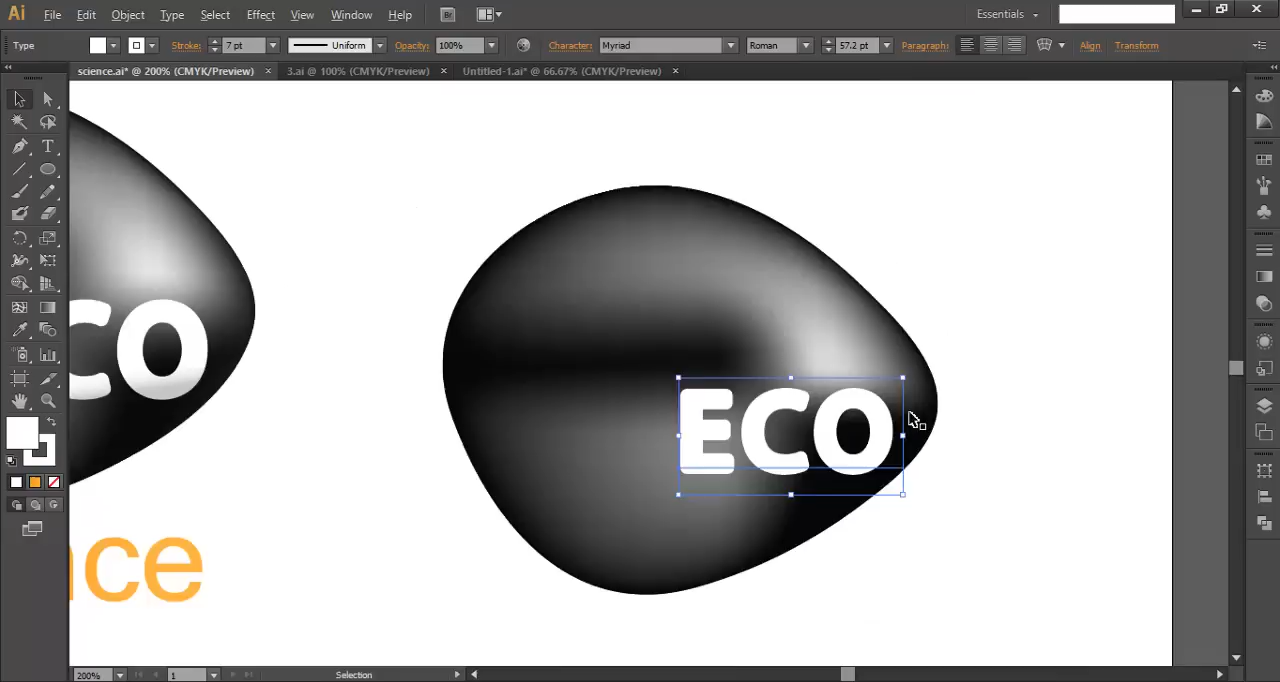 Ai File Edit Object Type Select Effect View Window Help Br Essentials
Type Stroke: 7 pt Uniform Opacity: 100% Character: Myriad Roman 57.2 pt Paragraph: Align Transform
science.ai* @ 200% (CMYK/Preview) × 3.ai @ 100% (CMYK/Preview) × Untitled-1.ai* @ 66.67% (CMYK/Preview) ×
CO
ECO
nce
200% 1 Selection